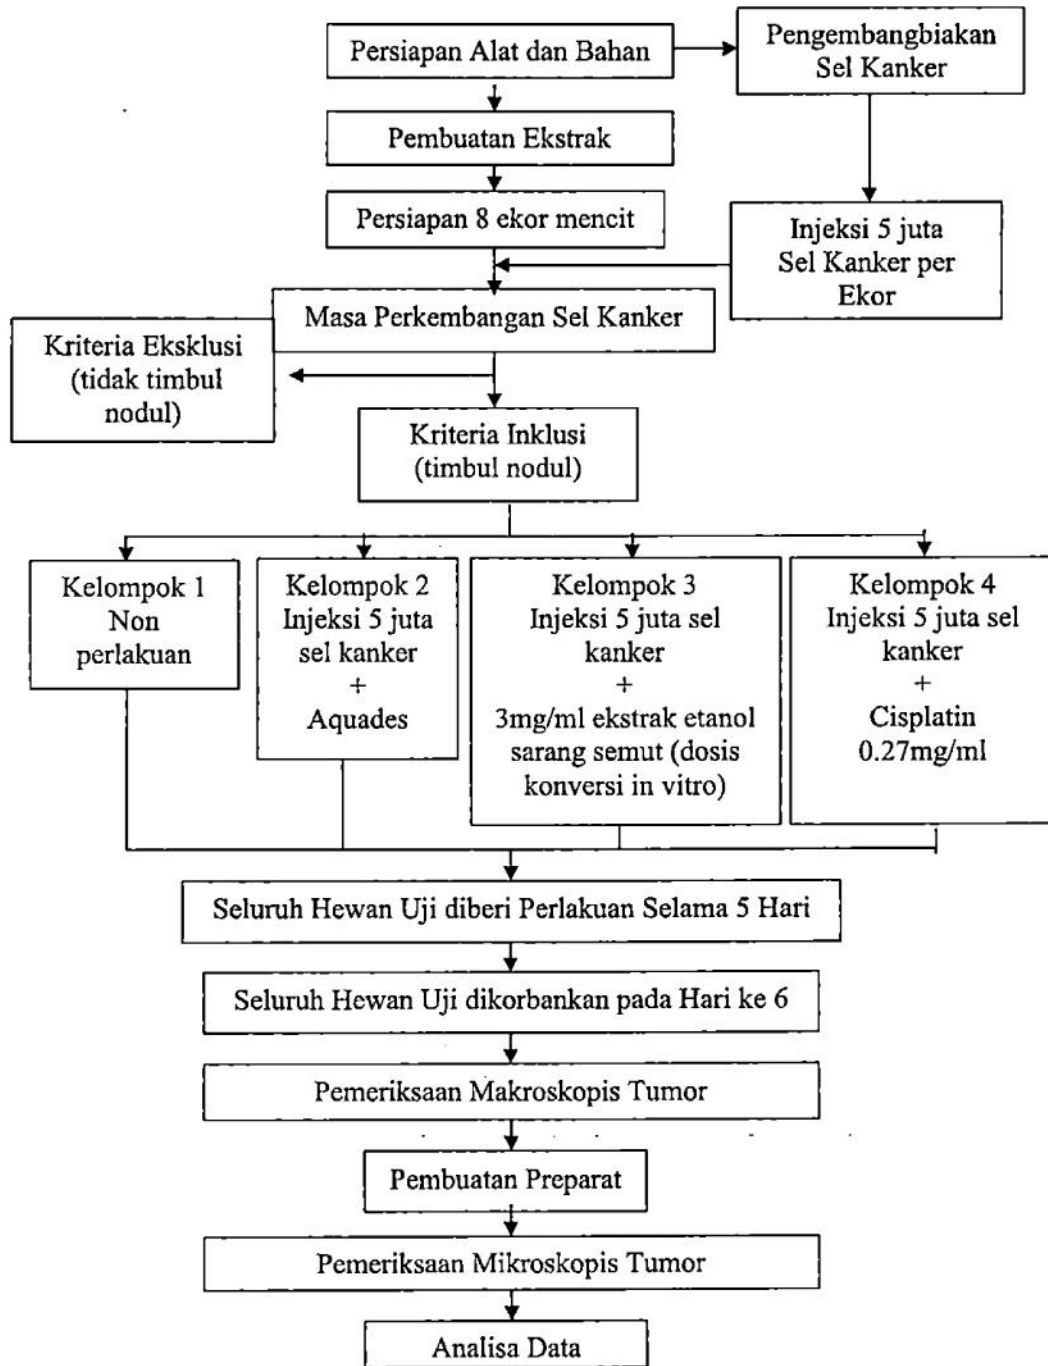 Persiapan Alat dan Bahan
Pengembangbiakan
Sel Kanker
Pembuatan Ekstrak
Persiapan 8 ekor mencit
Injeksi 5 juta
Sel Kanker per
Ekor
Masa Perkembangan Sel Kanker
Kriteria Eksklusi
(tidak timbul
nodul)
Kriteria Inklusi
(timbul nodul)
Kelompok 1
Non
perlakuan
Kelompok 2
Injeksi 5 juta
sel kanker
+
Aquades
Kelompok 3
Injeksi 5 juta sel
kanker
+
3mg/ml ekstrak etanol
sarang semut (dosis
konversi in vitro)
Kelompok 4
Injeksi 5 juta sel
kanker
+
Cisplatin
0.27mg/ml
Seluruh Hewan Uji diberi Perlakuan Selama 5 Hari
Seluruh Hewan Uji dikorbankan pada Hari ke 6
Pemeriksaan Makroskopis Tumor
Pembuatan Preparat
Pemeriksaan Mikroskopis Tumor
Analisa Data